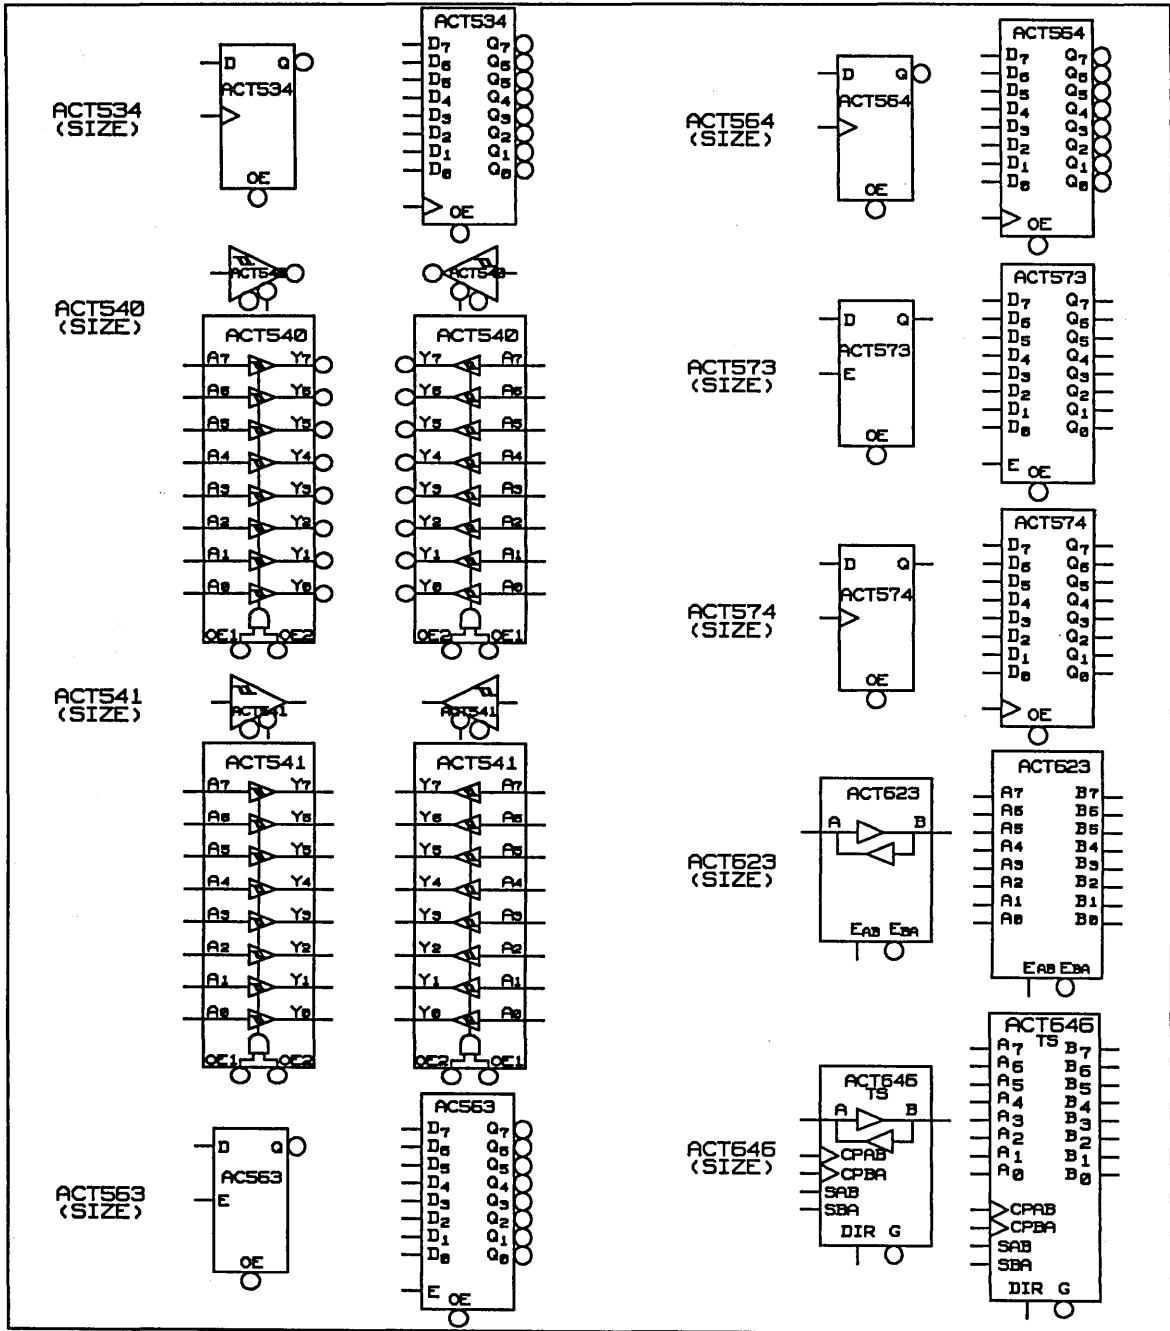 ACT534
(SIZE)
D Q
ACT534
OE
ACT534
D7 Q7
D6 Q6
D5 Q5
D4 Q4
D3 Q3
D2 Q2
D1 Q1
D0 Q0
OE
ACT540
(SIZE)
ACT540
ACT540
ACT540
A7 Y7
A6 Y6
A5 Y5
A4 Y4
A3 Y3
A2 Y2
A1 Y1
A0 Y0
OE1 OE2
ACT540
Y7 A7
Y6 A6
Y5 A5
Y4 A4
Y3 A3
Y2 A2
Y1 A1
Y0 A0
OE2 OE1
ACT541
(SIZE)
ACT541
ACT541
ACT541
A7 Y7
A6 Y6
A5 Y5
A4 Y4
A3 Y3
A2 Y2
A1 Y1
A0 Y0
OE1 OE2
ACT541
Y7 A7
Y6 A6
Y5 A5
Y4 A4
Y3 A3
Y2 A2
Y1 A1
Y0 A0
OE2 OE1
ACT563
(SIZE)
D Q
AC563
E
OE
AC563
D7 Q7
D6 Q6
D5 Q5
D4 Q4
D3 Q3
D2 Q2
D1 Q1
D0 Q0
E
OE
ACT564
(SIZE)
D Q
ACT564
OE
ACT564
D7 Q7
D6 Q6
D5 Q5
D4 Q4
D3 Q3
D2 Q2
D1 Q1
D0 Q0
OE
ACT573
(SIZE)
D Q
ACT573
E
OE
ACT573
D7 Q7
D6 Q6
D5 Q5
D4 Q4
D3 Q3
D2 Q2
D1 Q1
D0 Q0
E OE
ACT574
(SIZE)
D Q
ACT574
OE
ACT574
D7 Q7
D6 Q6
D5 Q5
D4 Q4
D3 Q3
D2 Q2
D1 Q1
D0 Q0
OE
ACT623
(SIZE)
ACT623
A B
EAB EBA
ACT623
A7 B7
A6 B6
A5 B5
A4 B4
A3 B3
A2 B2
A1 B1
A0 B0
EAB EBA
ACT646
(SIZE)
ACT646
TS
A B
CPAB
CPBA
SAB
SBA
DIR G
ACT646
TS
A7 B7
A6 B6
A5 B5
A4 B4
A3 B3
A2 B2
A1 B1
A0 B0
CPAB
CPBA
SAB
SBA
DIR G